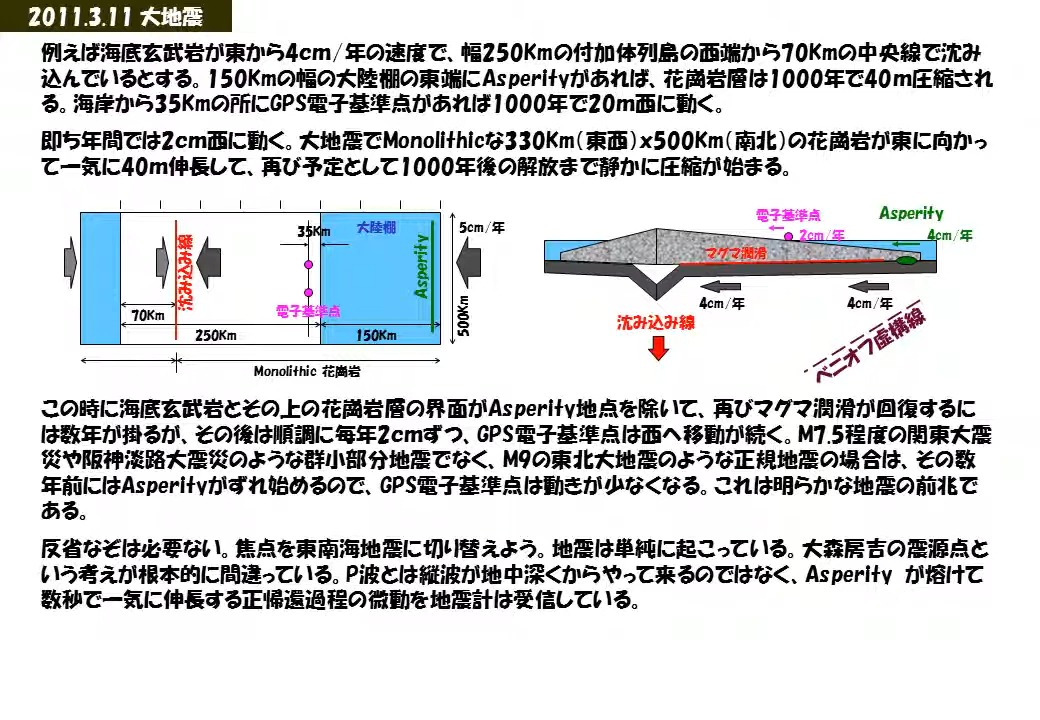 2011.3.11 大地震
例えば海底玄武岩が東から4cm/年の速度で、幅250Kmの付加体列島の西端から70Kmの中央線で沈み
込んでいるとする。150Kmの幅の大陸棚の東端にAsperityがあれば、花崗岩層は1000年で40m圧縮され
る。海岸から35Kmの所にGPS電子基準点があれば1000年で20m西に動く。
即ち年間では2cm西に動く。大地震でMonolithicな330Km(東西)x500Km(南北)の花崗岩が東に向かっ
て一気に40m伸長して、再び予定として1000年後の解放まで静かに圧縮が始まる。
35Km
大陸棚
5cm/年
沈み込み線
Asperity
電子基準点
70Km
250Km
150Km
500Km
Monolithic 花崗岩
電子基準点
Asperity
2cm/年
4cm/年
マグマ潤滑
4cm/年
4cm/年
沈み込み線
ベニオフ虚構線
この時に海底玄武岩とその上の花崗岩層の界面がAsperity地点を除いて、再びマグマ潤滑が回復するに
は数年が掛るが、その後は順調に毎年2cmずつ、GPS電子基準点は西へ移動が続く。M7.5程度の関東大震
災や阪神淡路大震災のような群小部分地震でなく、M9の東北大地震のような正規地震の場合は、その数
年前にはAsperityがずれ始めるので、GPS電子基準点は動きが少なくなる。これは明らかな地震の前兆で
ある。
反省なぞは必要ない。焦点を東南海地震に切り替えよう。地震は単純に起こっている。大森房吉の震源点と
いう考えが根本的に間違っている。P波とは縦波が地中深くからやって来るのではなく、Asperity が熔けて
数秒で一気に伸長する正帰還過程の微動を地震計は受信している。